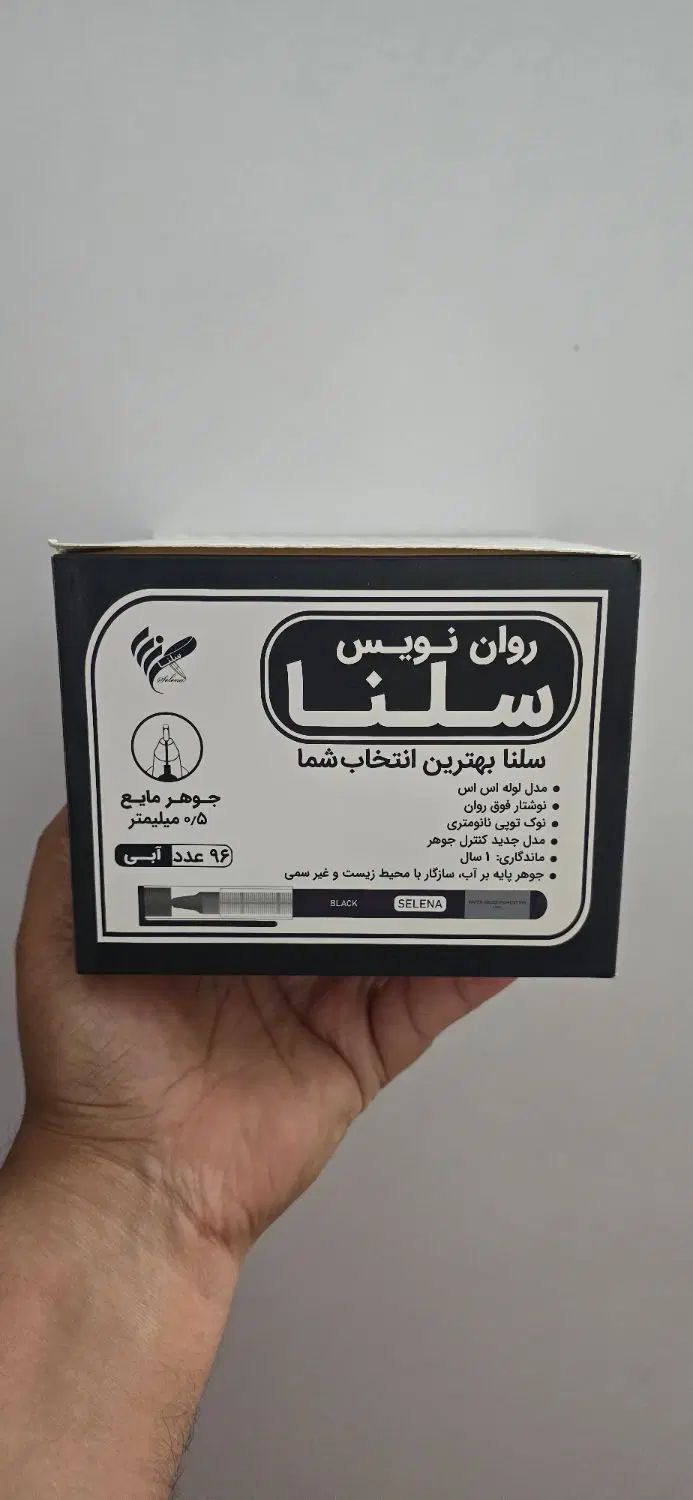 روان نویس
سلنا
سلنا بهترین انتخاب شما
مدل لوله اس اس
نوشتار فوق روان
نوک توپی نانومتری
مدل جدید کنترل جوهر
ماندگاری: ۱ سال
جوهر پایه بر آب، سازگار با محیط زیست و غیر سمی
سلنا
Selena
جوهر مایع
۰/۵ میلیمتر
۹۶ عدد آبی
BLACK SELENA